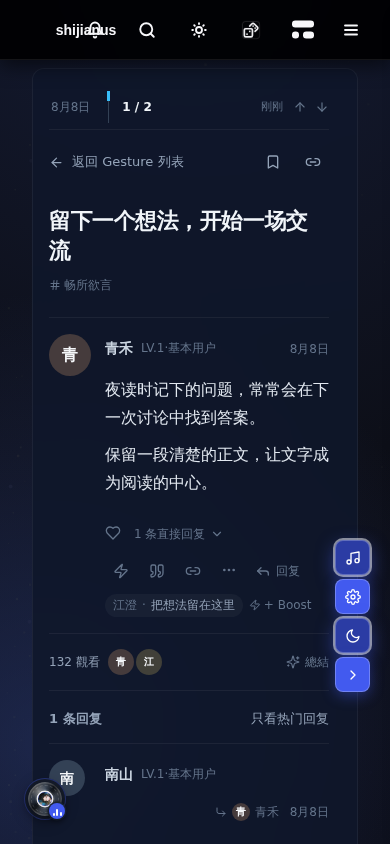 shijianus
8月8日
1 / 2
刚刚
返回 Gesture 列表
留下一个想法，开始一场交
流
# 畅所欲言
青
青禾 LV.1·基本用户 8月8日
夜读时记下的问题，常常会在下
一次讨论中找到答案。
保留一段清楚的正文，让文字成
为阅读的中心。
1 条直接回复
回复
江澄 · 把想法留在这里 + Boost
132 觀看 青 江 總結
1 条回复 只看热门回复
南
南山 LV.1·基本用户
青 青禾 8月8日